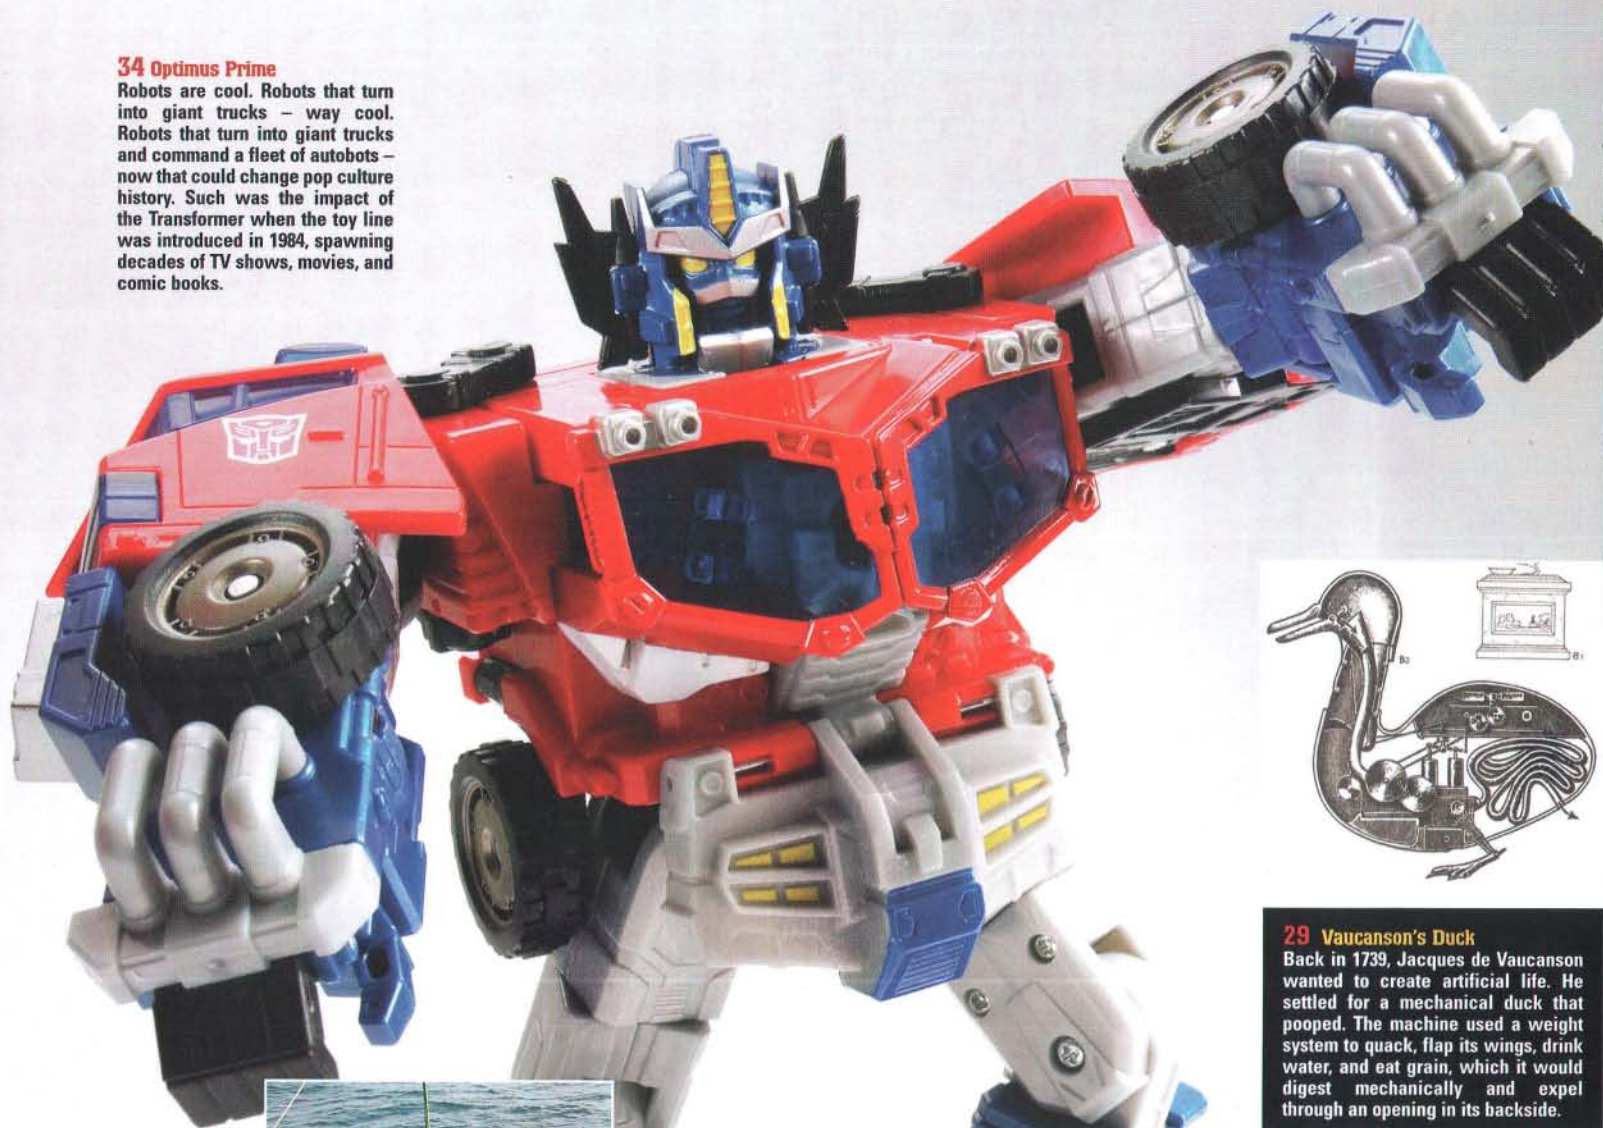 34 Optimus Prime
Robots are cool. Robots that turn
into giant trucks – way cool.
Robots that turn into giant trucks
and command a fleet of autobots –
now that could change pop culture
history. Such was the impact of
the Transformer when the toy line
was introduced in 1984, spawning
decades of TV shows, movies, and
comic books.
29 Vaucanson's Duck
Back in 1739, Jacques de Vaucanson
wanted to create artificial life. He
settled for a mechanical duck that
pooped. The machine used a weight
system to quack, flap its wings, drink
water, and eat grain, which it would
digest mechanically and expel
through an opening in its backside.